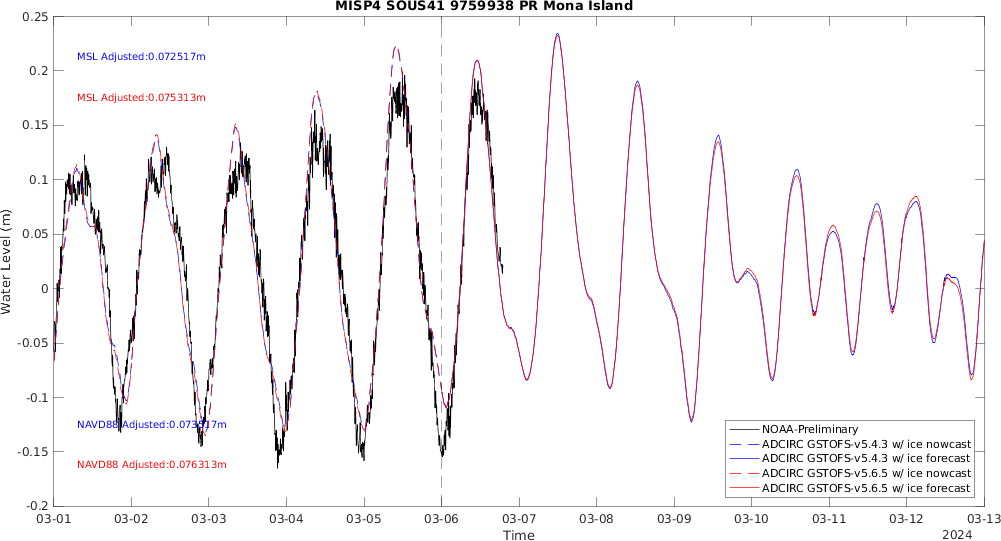 MISP4 SOUS41 9759938 PR Mona Island
0.25
0.2
0.15
0.1
0.05
0
-0.05
-0.1
-0.15
-0.2
Water Level (m)
MSL Adjusted:0.072517m
MSL Adjusted:0.075313m
NAVD88 Adjusted:0.073517m
NAVD88 Adjusted:0.076313m
NOAA-Preliminary
ADCIRC GSTOFS-v5.4.3 w/ ice nowcast
ADCIRC GSTOFS-v5.4.3 w/ ice forecast
ADCIRC GSTOFS-v5.6.5 w/ ice nowcast
ADCIRC GSTOFS-v5.6.5 w/ ice forecast
03-01 03-02 03-03 03-04 03-05 03-06 03-07 03-08 03-09 03-10 03-11 03-12 03-13
Time
2024